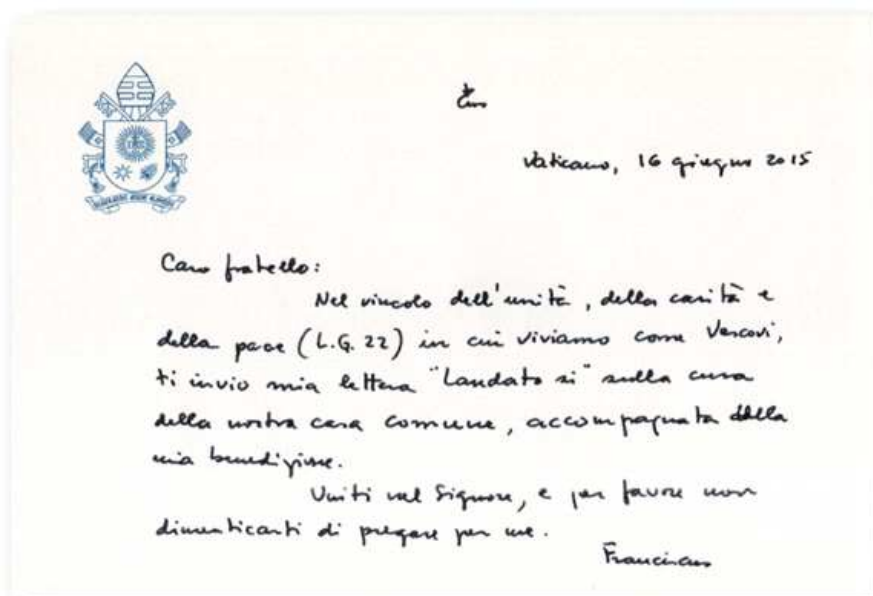 Vaticano, 16 giugno 2015
Caro fratello:
Nel vincolo dell'unità, della carità e
della pace (L.G. 22) in cui viviamo come Vescovi,
ti invio mia lettera "Laudato si" sulla cura
della nostra casa comune, accompagnata dalla
mia benedizione.
Uniti nel Signore, e per favore non
dimenticarti di pregare per me.
Franciscus